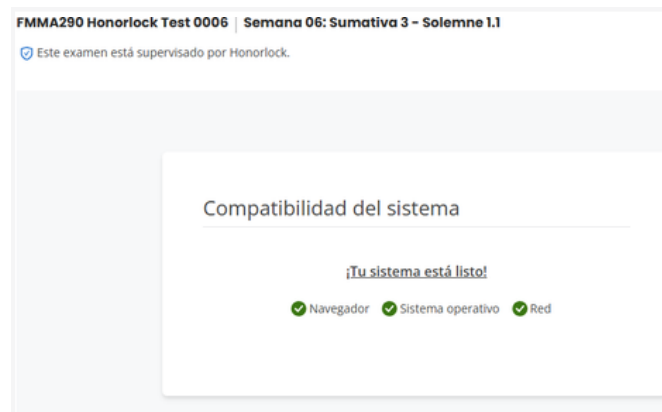 FMMA290 Honorlock Test 0006 | Semana 06: Sumativa 3 - Solemne 1.1
Este examen está supervisado por Honorlock.
Compatibilidad del sistema
¡Tu sistema está listo!
Navegador Sistema operativo Red